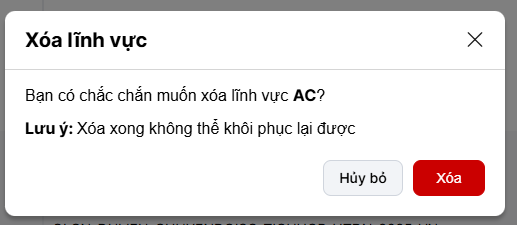 Xóa lĩnh vực
Bạn có chắc chắn muốn xóa lĩnh vực AC?
Lưu ý: Xóa xong không thể khôi phục lại được
Hủy bỏ
Xóa